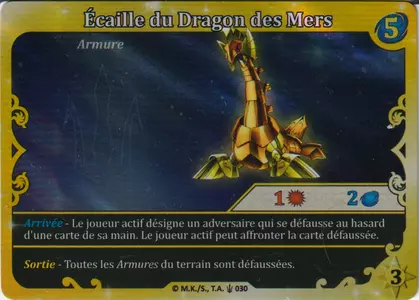 Écaille du Dragon des Mers
5
Armure
1 2
Arrivée - Le joueur actif désigne un adversaire qui se défausse au hasard
d'une carte de sa main. Le joueur actif peut affronter la carte défaussée.
Sortie - Toutes les Armures du terrain sont défaussées.
3
© M.K./S., T.A. 030